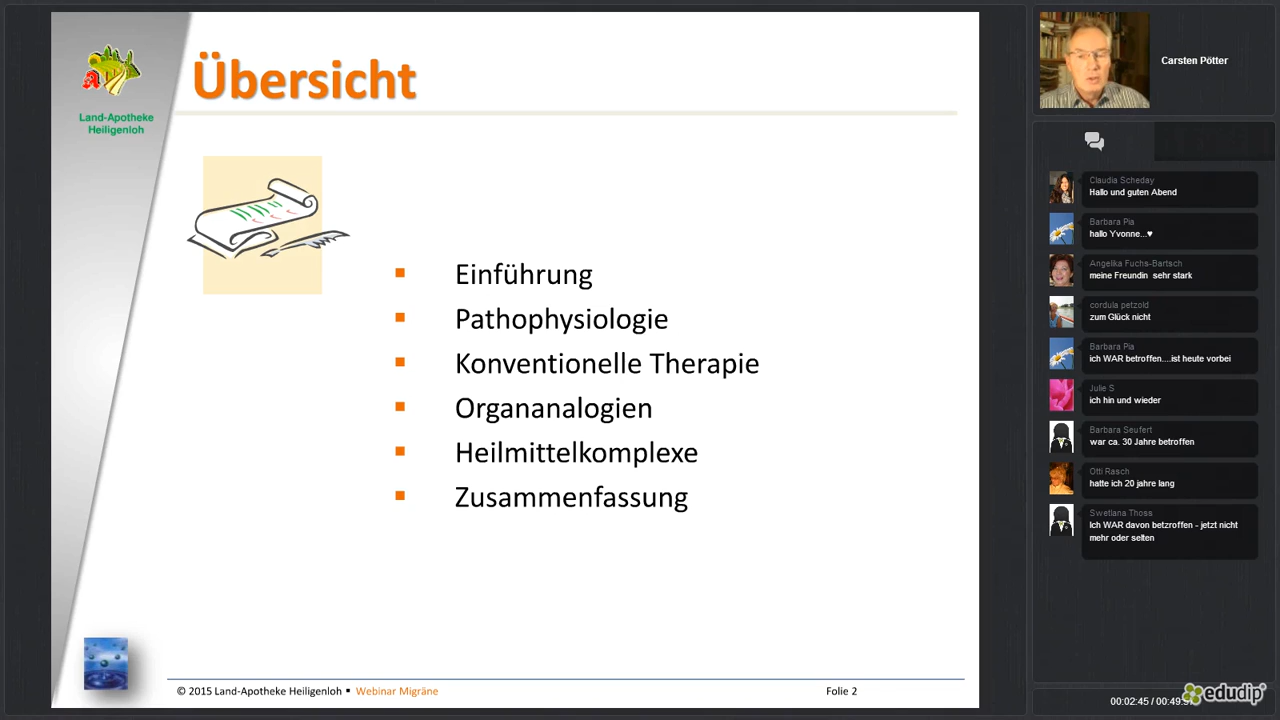 Übersicht
Land-Apotheke
Heiligenloh
Einführung
Pathophysiologie
Konventionelle Therapie
Organanalogien
Heilmittelkomplexe
Zusammenfassung
© 2015 Land-Apotheke Heiligenloh ▪ Webinar Migräne
Folie 2
Carsten Pötter
Claudia Scheday
Hallo und guten Abend
Barbara Pia
hallo Yvonne...♥
Angelika Fuchs-Bartsch
meine Freundin sehr stark
cordula petzold
zum Glück nicht
Barbara Pia
ich WAR betroffen....ist heute vorbei
Julie S
ich hin und wieder
Barbara Seufert
war ca. 30 Jahre betroffen
Otti Rasch
hatte ich 20 jahre lang
Swetlana Thoss
Ich WAR davon betzroffen - jetzt nicht
mehr oder selten
00:02:45 / 00:49:
edudip